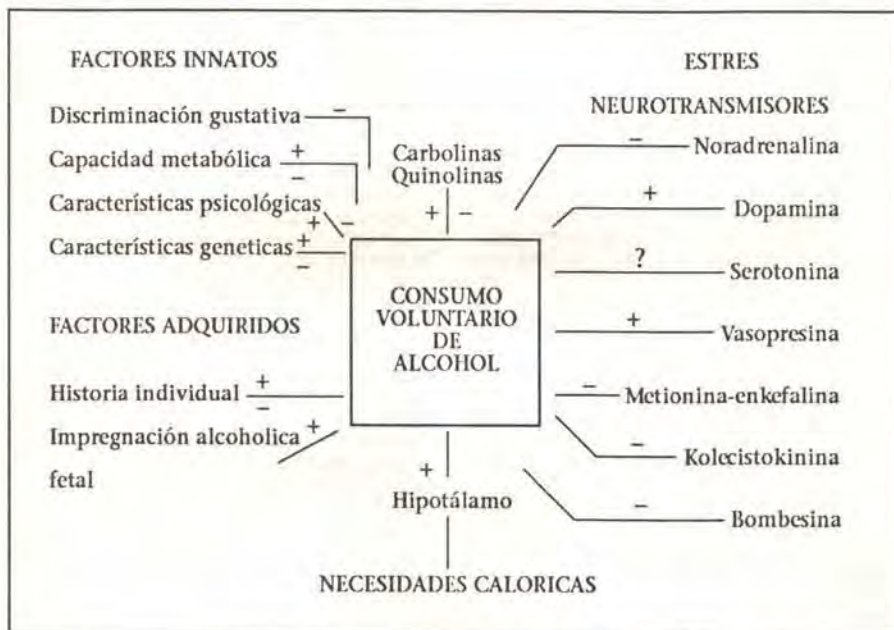 FACTORES INNATOS
Discriminación gustativa –
Capacidad metabólica + –
Características psicológicas + –
Características geneticas + –
FACTORES ADQUIRIDOS
Historia individual + –
Impregnación alcoholica +
fetal
Carbolinas
Quinolinas
+ –
CONSUMO
VOLUNTARIO
DE
ALCOHOL
+
Hipotálamo
NECESIDADES CALORICAS
ESTRES
NEUROTRANSMISORES
– Noradrenalina
+ Dopamina
? Serotonina
+ Vasopresina
– Metionina-enkefalina
– Kolecistokinina
– Bombesina